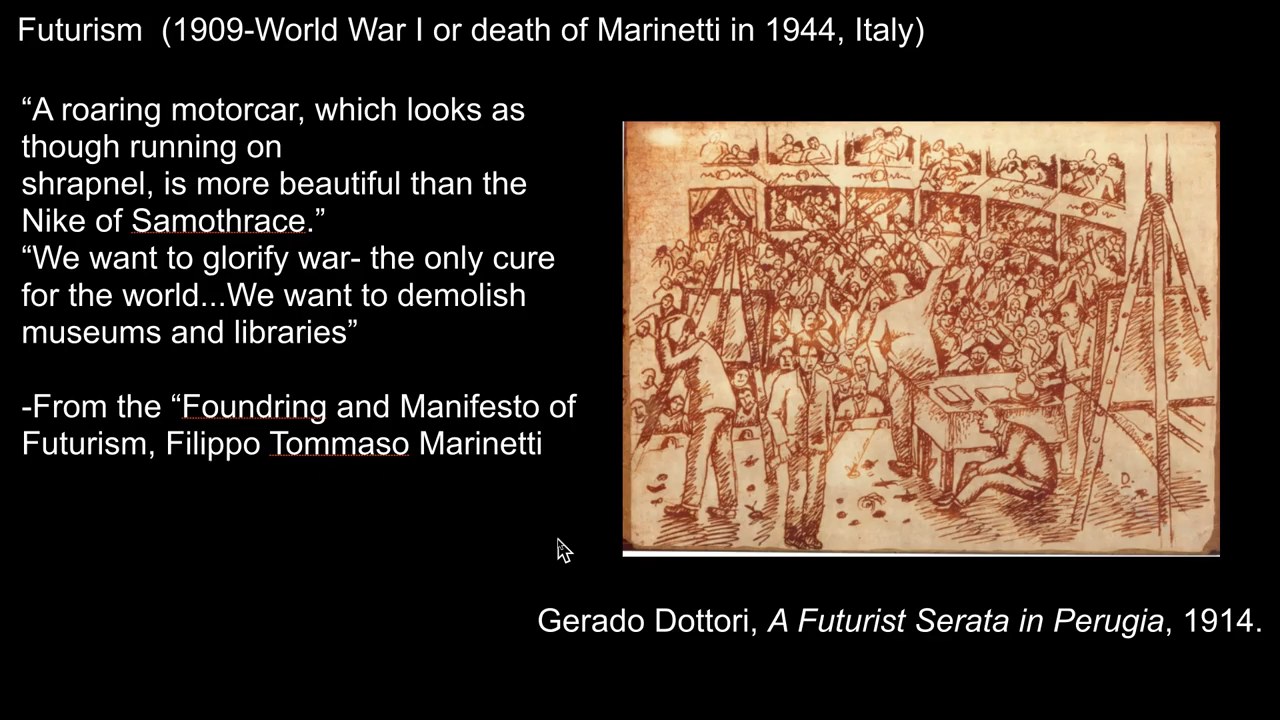 Futurism  (1909-World War I or death of Marinetti in 1944, Italy)
“A roaring motorcar, which looks as
though running on
shrapnel, is more beautiful than the
Nike of Samothrace.”
“We want to glorify war- the only cure
for the world...We want to demolish
museums and libraries”
-From the “Foundring and Manifesto of
Futurism, Filippo Tommaso Marinetti
D.
Gerado Dottori, A Futurist Serata in Perugia, 1914.